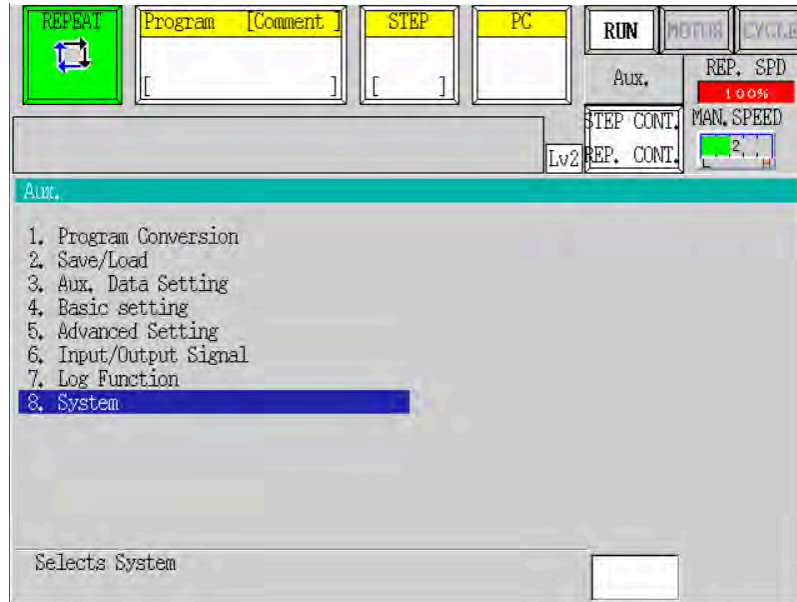 REPEAT
Program [Comment ]
[ ]
STEP
[ ]
PC
RUN
MOTOR
CYCLE
Aux.
REP. SPD
100%
STEP CONT.
REP. CONT.
MAN. SPEED
2
L H
Lv2
Aux.
1. Program Conversion
2. Save/Load
3. Aux. Data Setting
4. Basic setting
5. Advanced Setting
6. Input/Output Signal
7. Log Function
8. System
Selects System